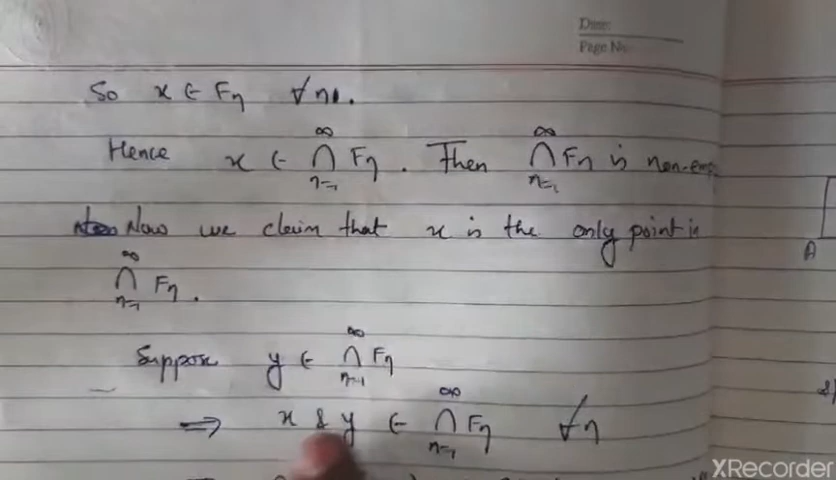 Date:
Page No.
So x ∈ Fn ∀n.
Hence x ∈ ∞∩n=1 Fn. Then ∞∩n=1 Fn is non-emp
Now we claim that x is the only point in
∞∩n=1 Fn.
Suppose y ∈ ∞∩n=1 Fn
⇒ x & y ∈ ∞∩n=1 Fn ∀n
A
XRecorder